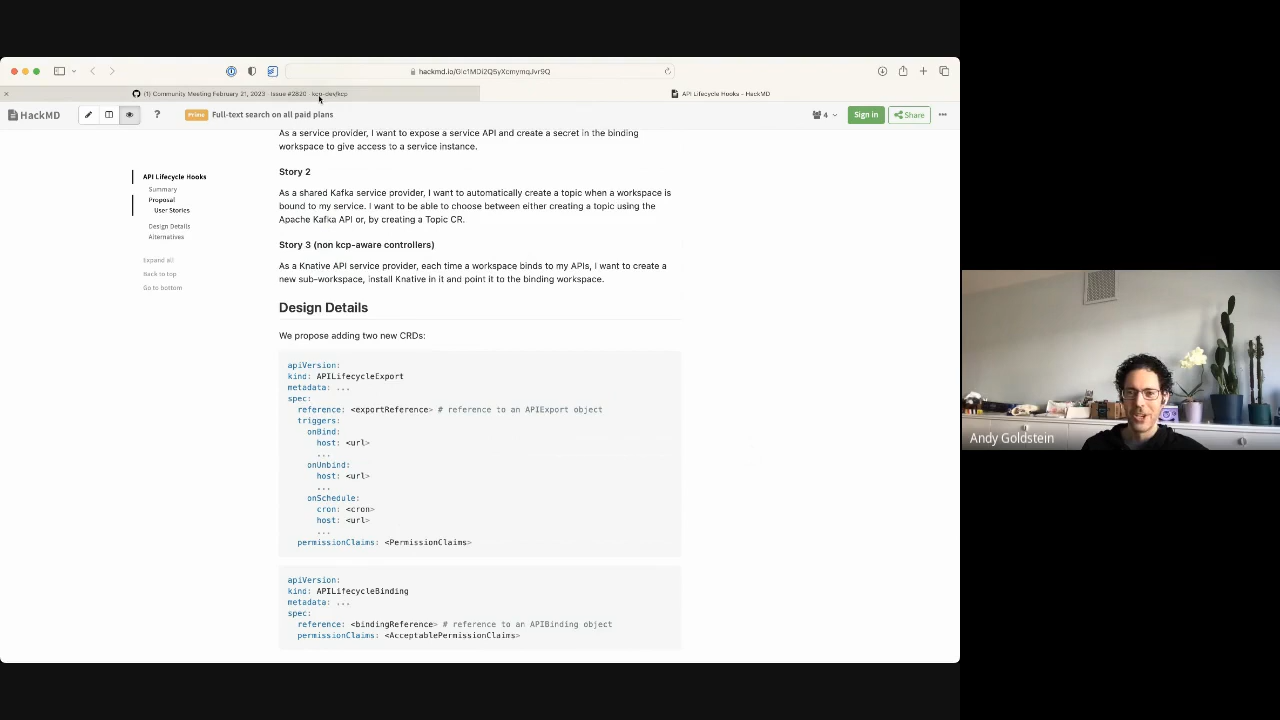 hackmd.io/Glc1MDi2QSyXcmymqJvr9Q
(1) Community Meeting February 21, 2023 · Issue #2820 · kcp-dev/kcp
API Lifecycle Hooks - HackMD
HackMD
?
Prime Full-text search on all paid plans
4
Sign in
Share
API Lifecycle Hooks
Summary
Proposal
User Stories
Design Details
Alternatives
Expand all
Back to top
Go to bottom
As a service provider, I want to expose a service API and create a secret in the binding
workspace to give access to a service instance.
Story 2
As a shared Kafka service provider, I want to automatically create a topic when a workspace is
bound to my service. I want to be able to choose between either creating a topic using the
Apache Kafka API or, by creating a Topic CR.
Story 3 (non kcp-aware controllers)
As a Knative API service provider, each time a workspace binds to my APIs, I want to create a
new sub-workspace, install Knative in it and point it to the binding workspace.
Design Details
We propose adding two new CRDs:
apiVersion:
kind: APILifecycleExport
metadata: ...
spec:
reference: <exportReference> # reference to an APIExport object
triggers:
onBind:
host: <url>
...
onUnbind:
host: <url>
...
onSchedule:
cron: <cron>
host: <url>
...
permissionClaims: <PermissionClaims>
apiVersion:
kind: APILifecycleBinding
metadata: ...
spec:
reference: <bindingReference> # reference to an APIBinding object
permissionClaims: <AcceptablePermissionClaims>
Andy Goldstein